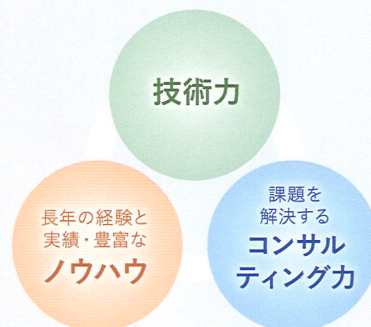 技術力
長年の経験と
実績・豊富な
ノウハウ
課題を
解決する
コンサル
ティング力